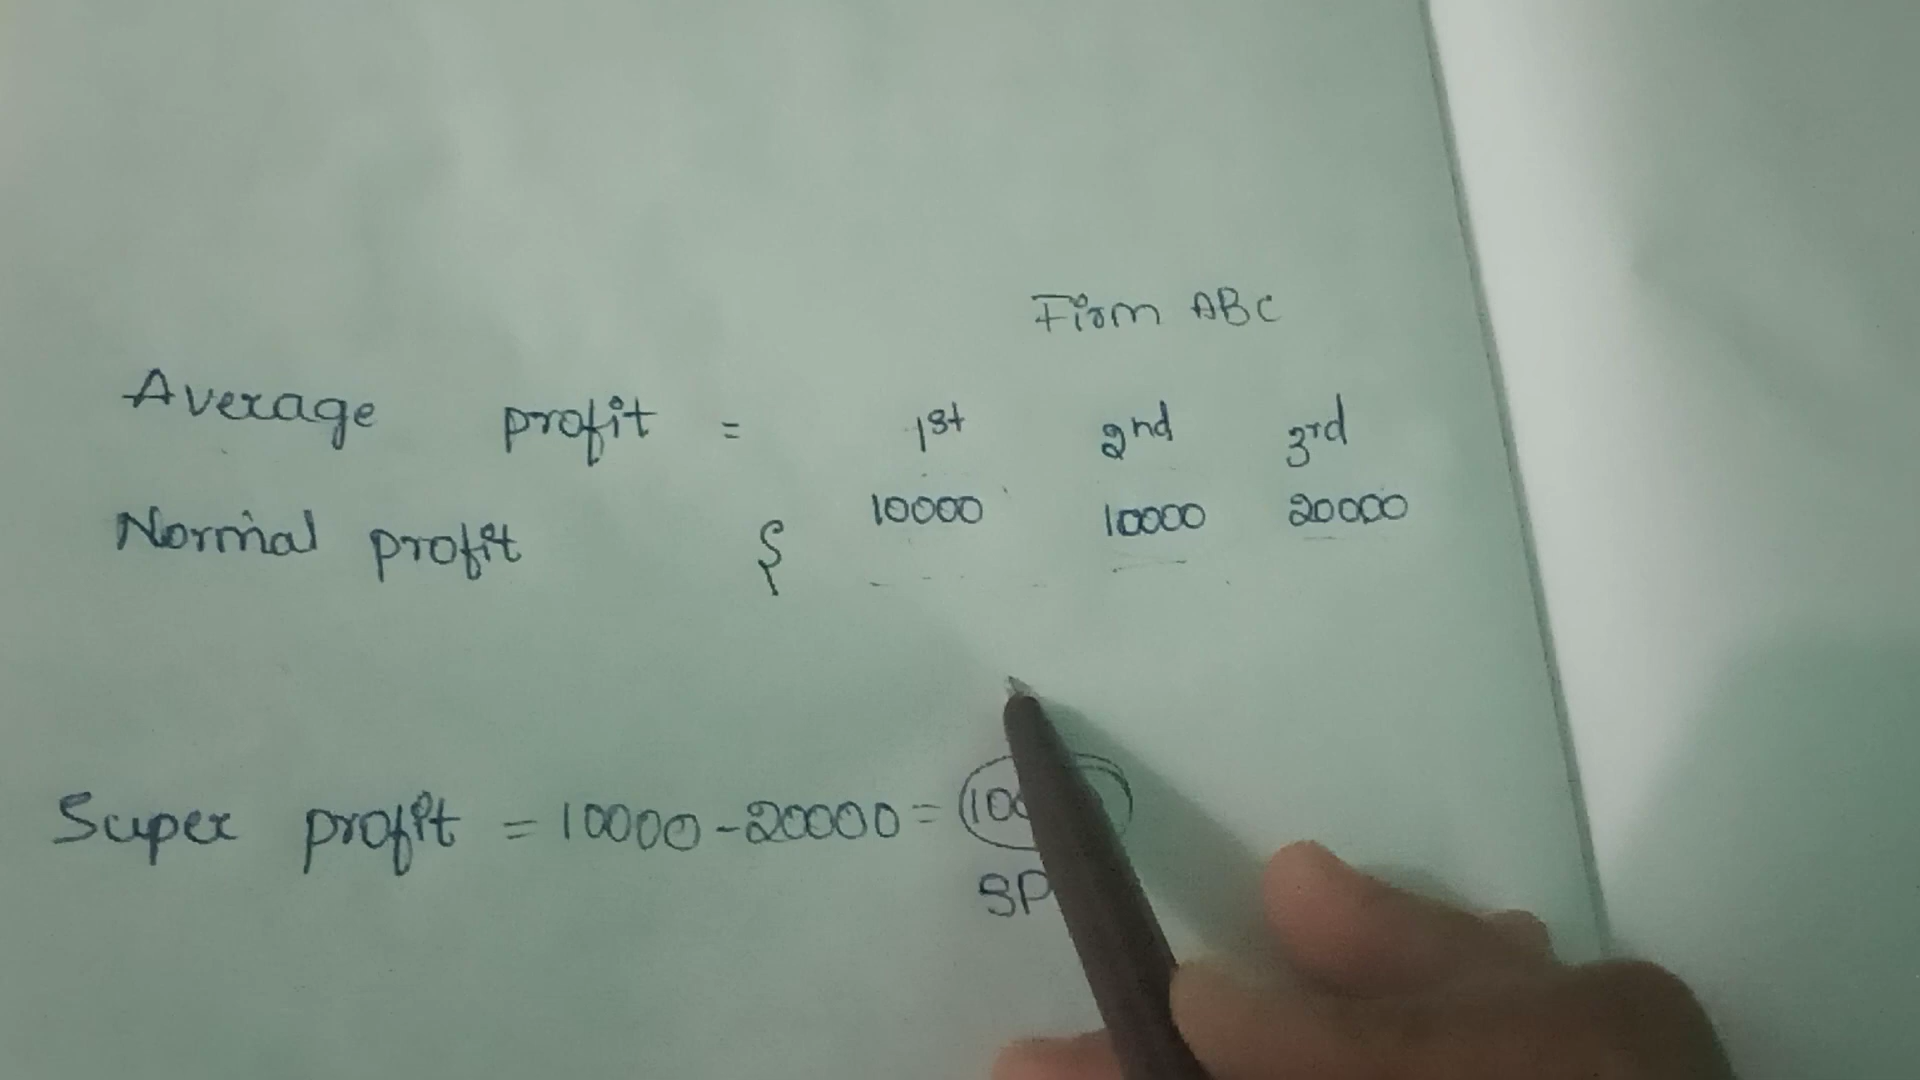 Firm ABC
Average profit = 1st 2nd 3rd
Normal profit 10000 10000 20000
Super profit = 10000-20000=
SP